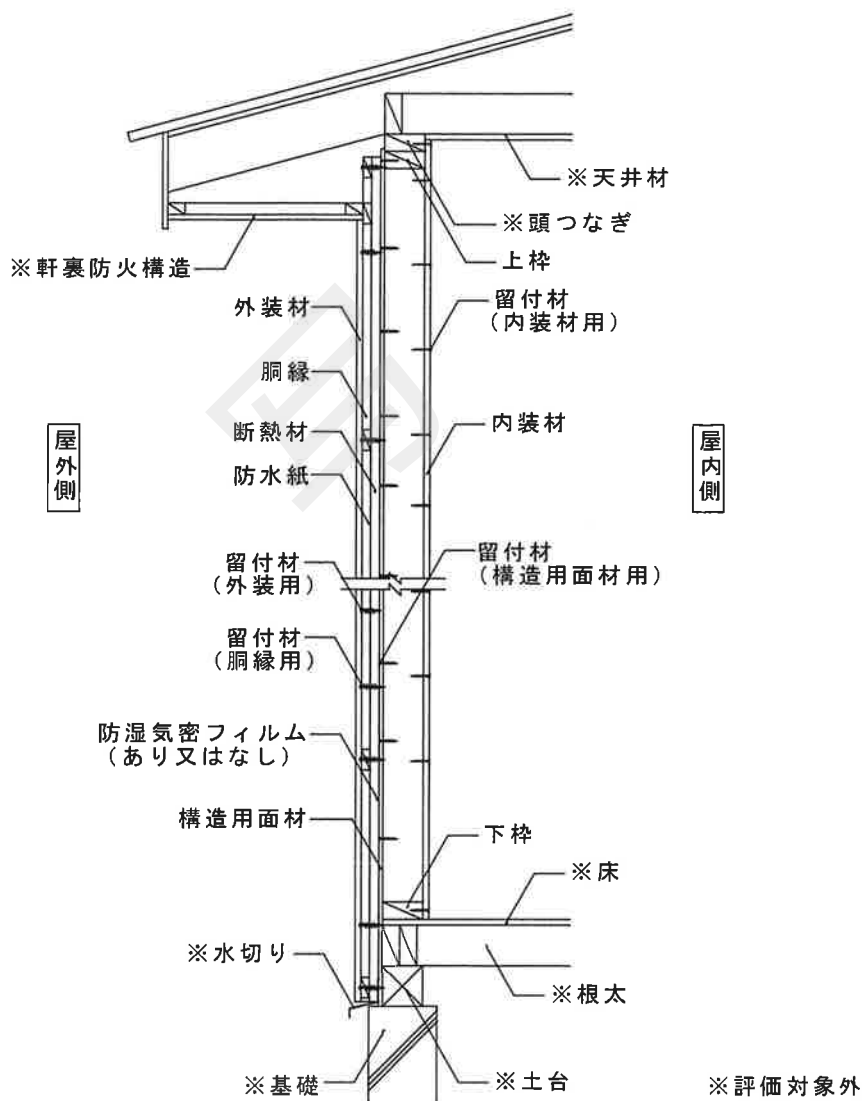 ※天井材
※頭つなぎ
上枠
※軒裏防火構造
留付材
(内装材用)
外装材
胴縁
断熱材
防水紙
内装材
屋外側
屋内側
写
留付材
(構造用面材用)
留付材
(外装用)
留付材
(胴縁用)
防湿気密フィルム
(あり又はなし)
構造用面材
下枠
※床
※水切り
※根太
※基礎
※土台
※評価対象外